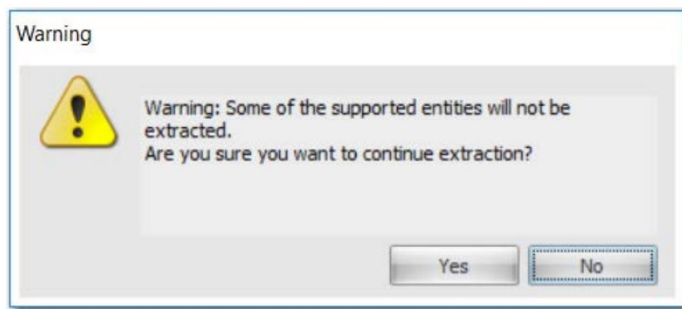 Warning
Warning: Some of the supported entities will not be
extracted.
Are you sure you want to continue extraction?
Yes No